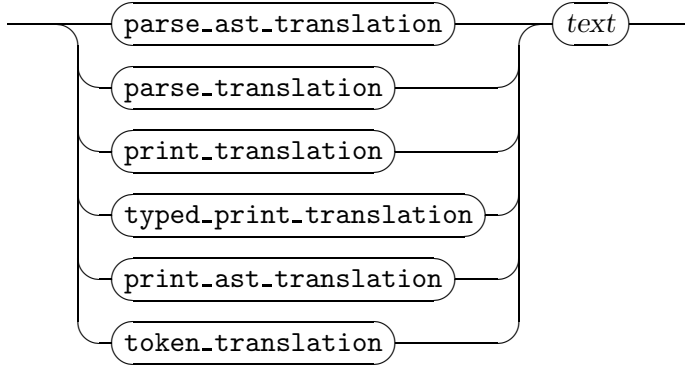 parse_ast_translation text
parse_translation
print_translation
typed_print_translation
print_ast_translation
token_translation